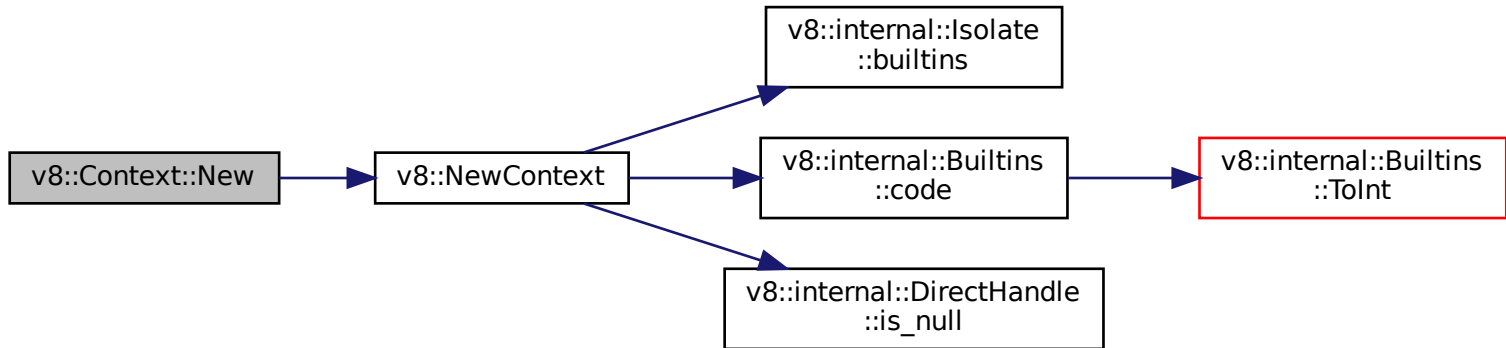 v8::Context::New
v8::NewContext
v8::internal::Isolate
::builtins
v8::internal::Builtins
::code
v8::internal::DirectHandle
::is_null
v8::internal::Builtins
::ToInt